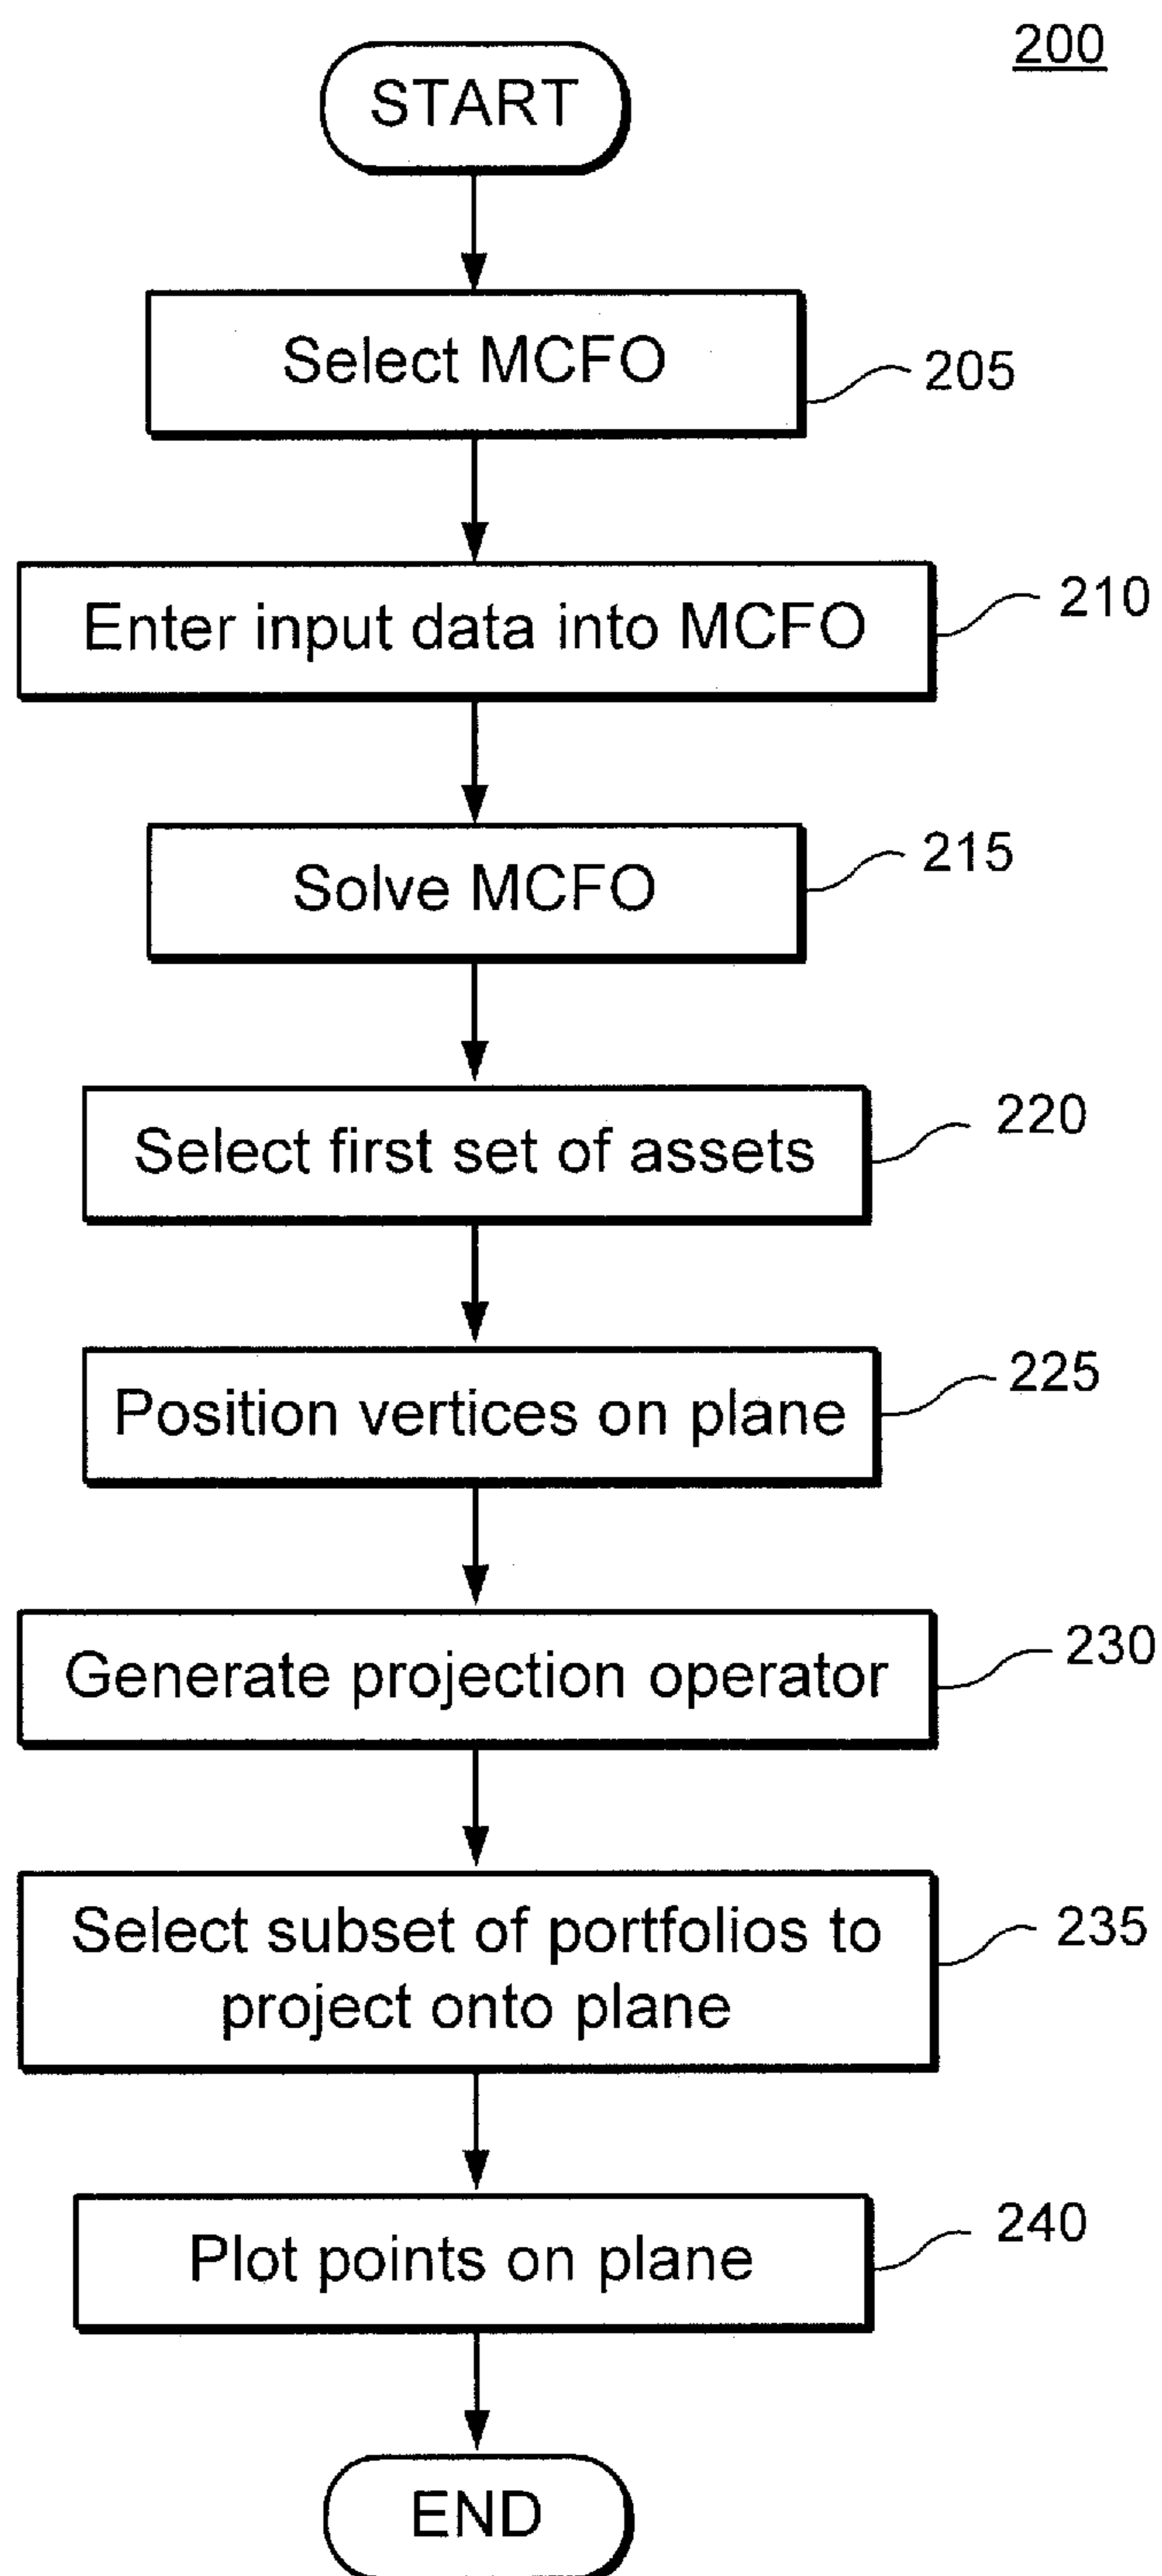 200
START
Select MCFO
205
Enter input data into MCFO
210
Solve MCFO
215
Select first set of assets
220
Position vertices on plane
225
Generate projection operator
230
Select subset of portfolios to
project onto plane
235
Plot points on plane
240
END